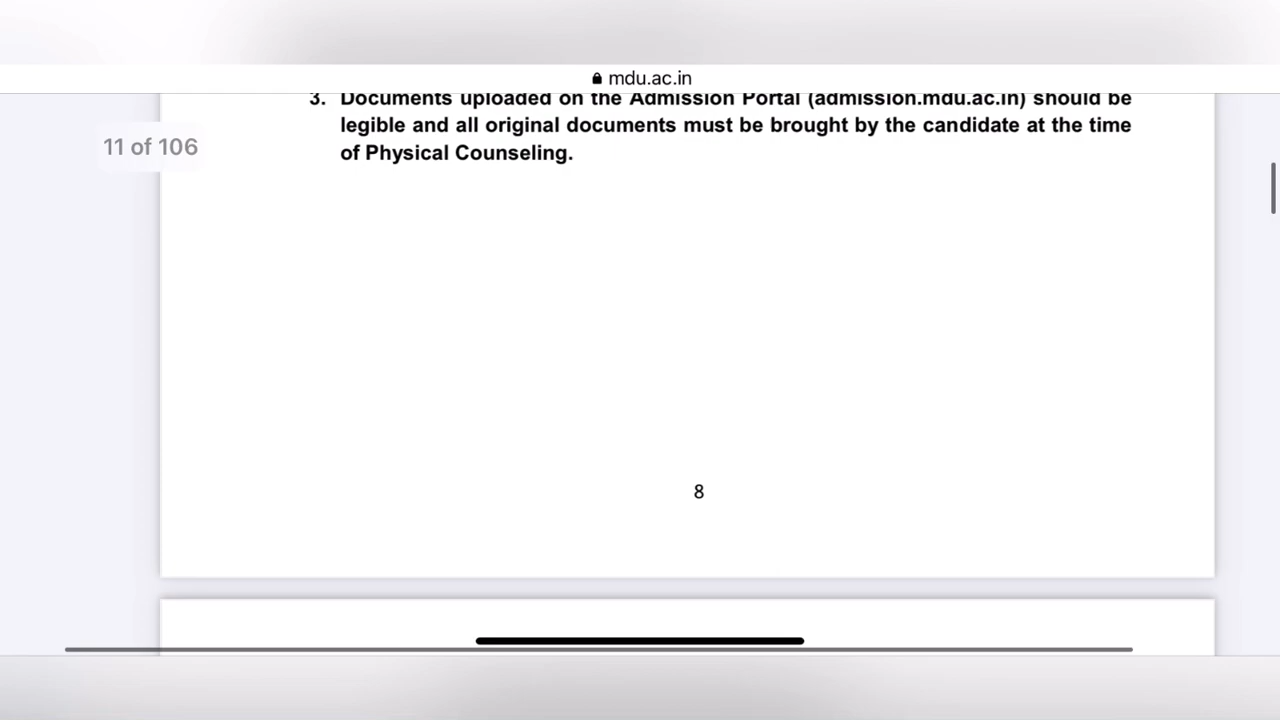 mdu.ac.in
3. Documents uploaded on the Admission Portal (admission.mdu.ac.in) should be
legible and all original documents must be brought by the candidate at the time
of Physical Counseling.
11 of 106
8